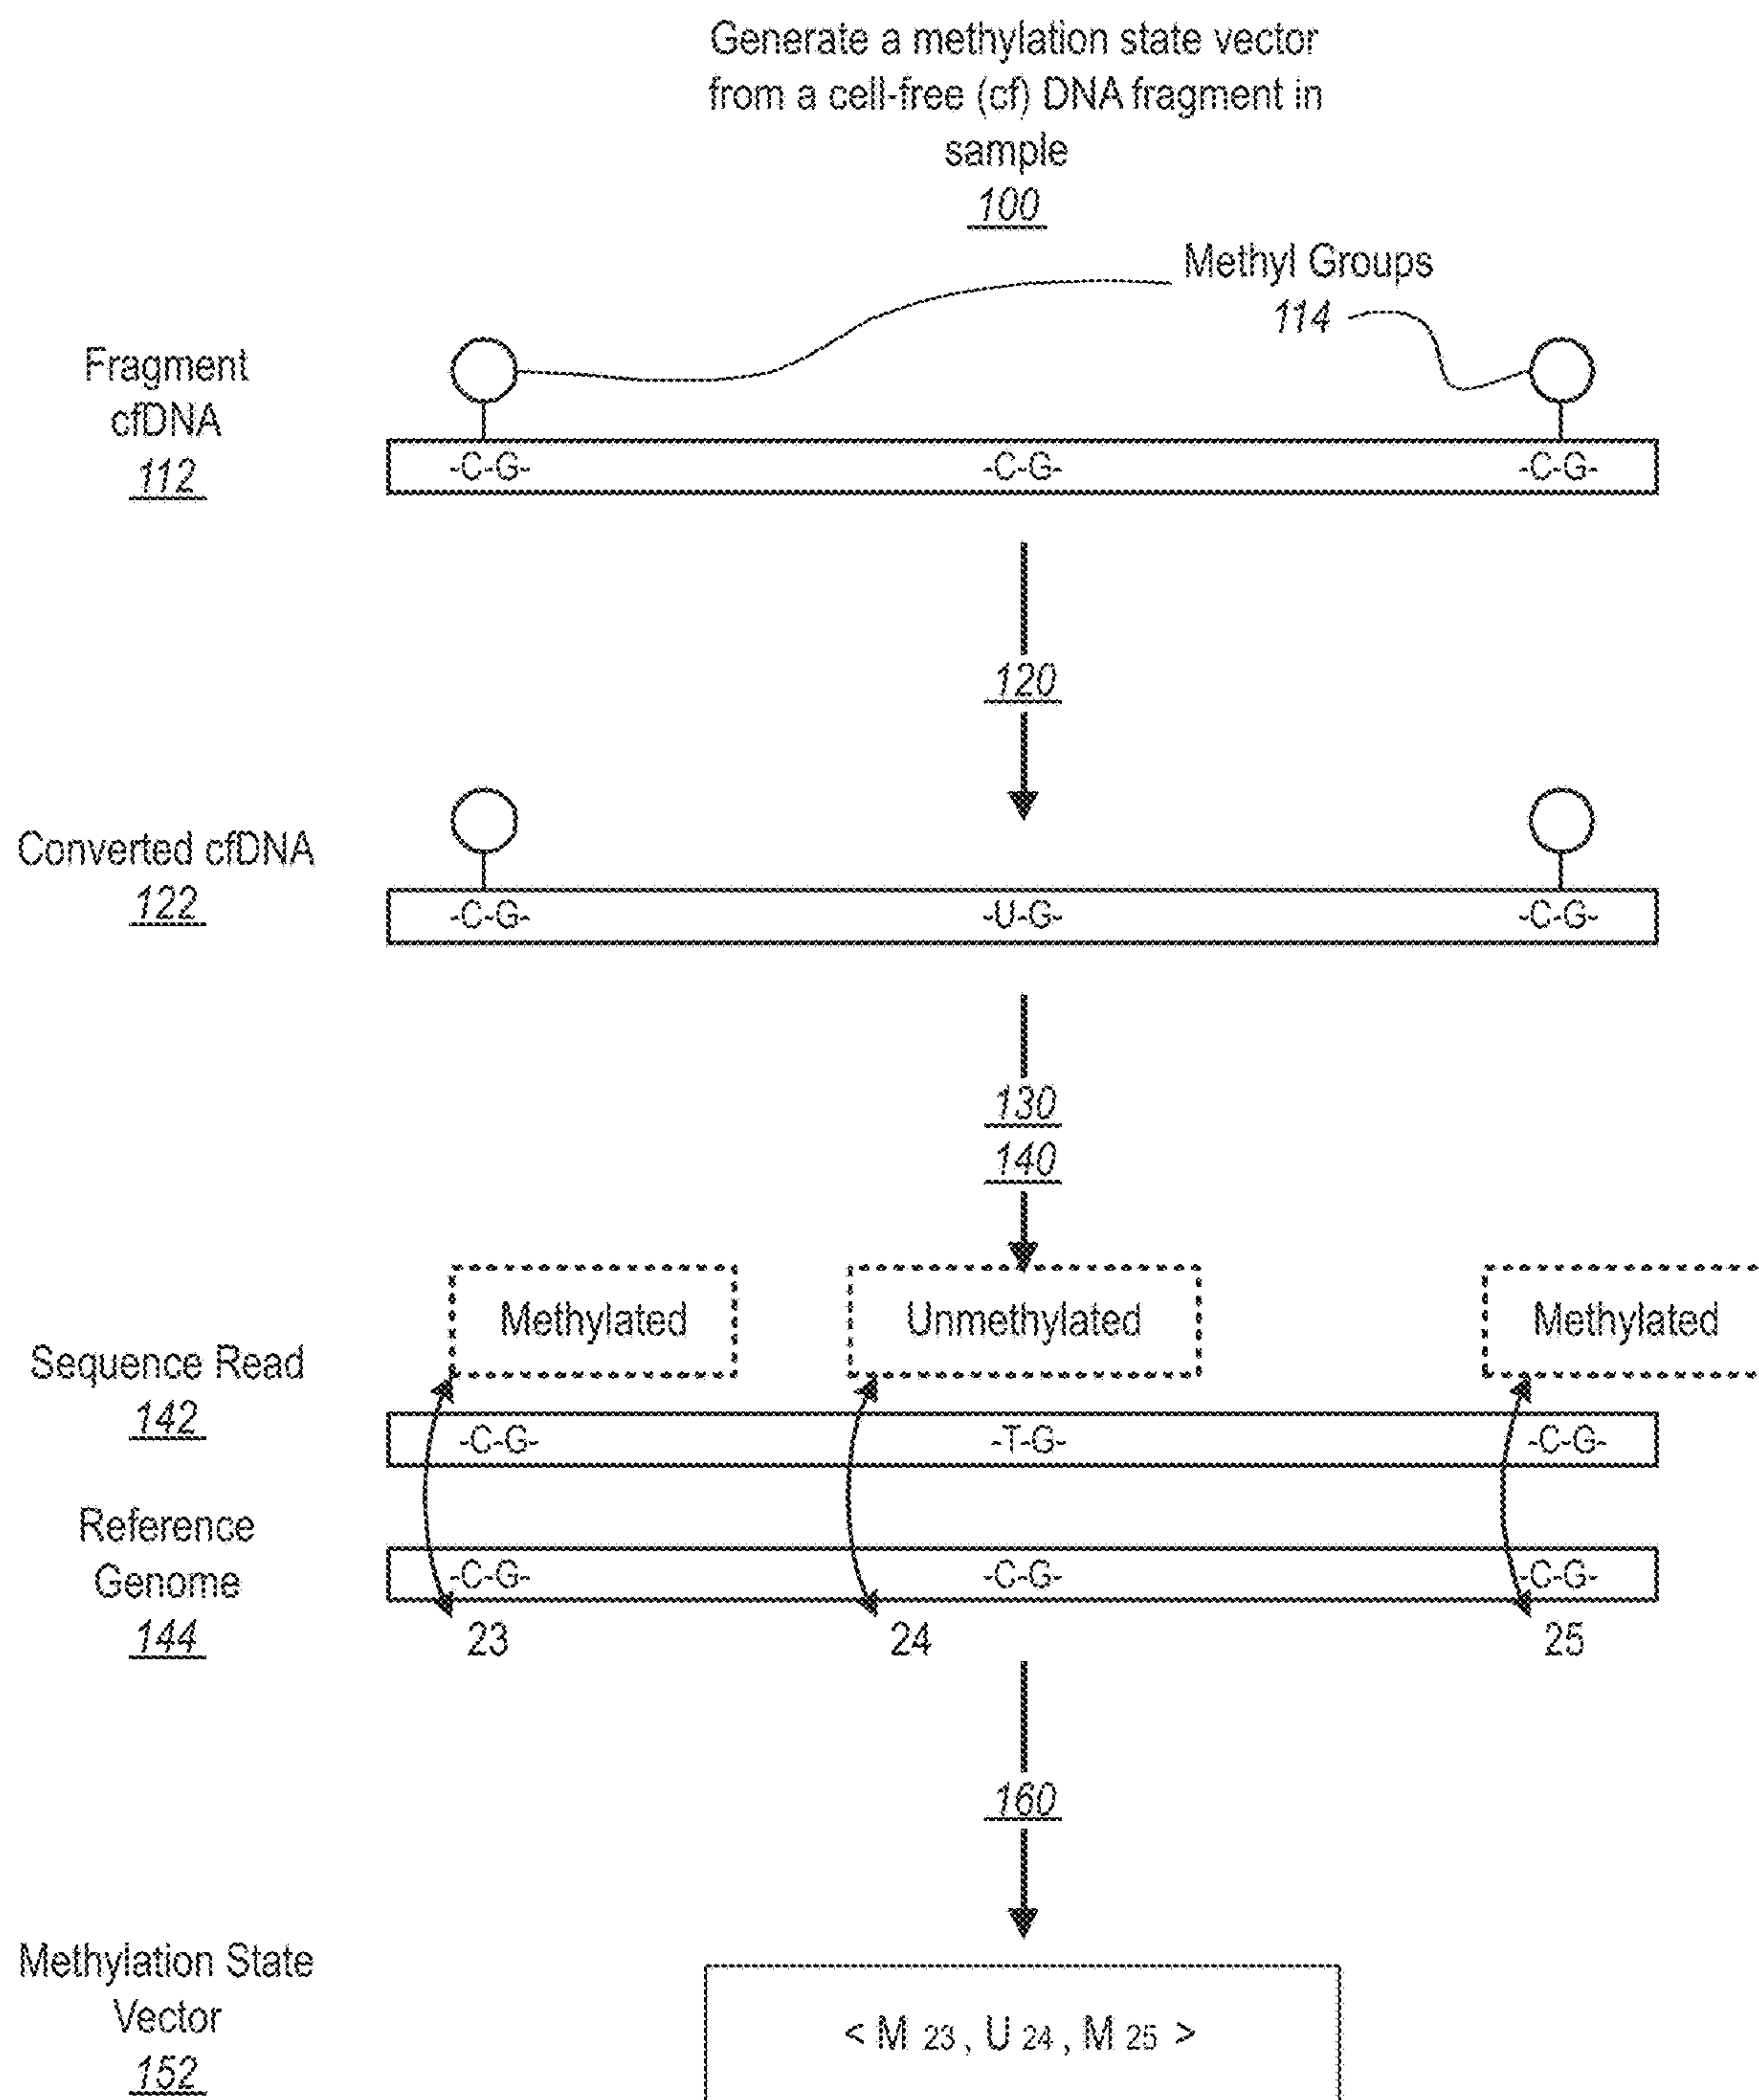 Generate a methylation state vector
from a cell-free (cf) DNA fragment in
sample
100
Methyl Groups
114
Fragment
cfDNA
112
-C-G- -C-G- -C-G-
120
Converted cfDNA
122
-C-G- -U-G- -C-G-
130
140
Methylated Unmethylated Methylated
Sequence Read
142
-C-G- -T-G- -C-G-
Reference
Genome
144
-C-G- -C-G- -C-G-
23 24 25
160
Methylation State
Vector
152
< M 23 , U 24 , M 25 >